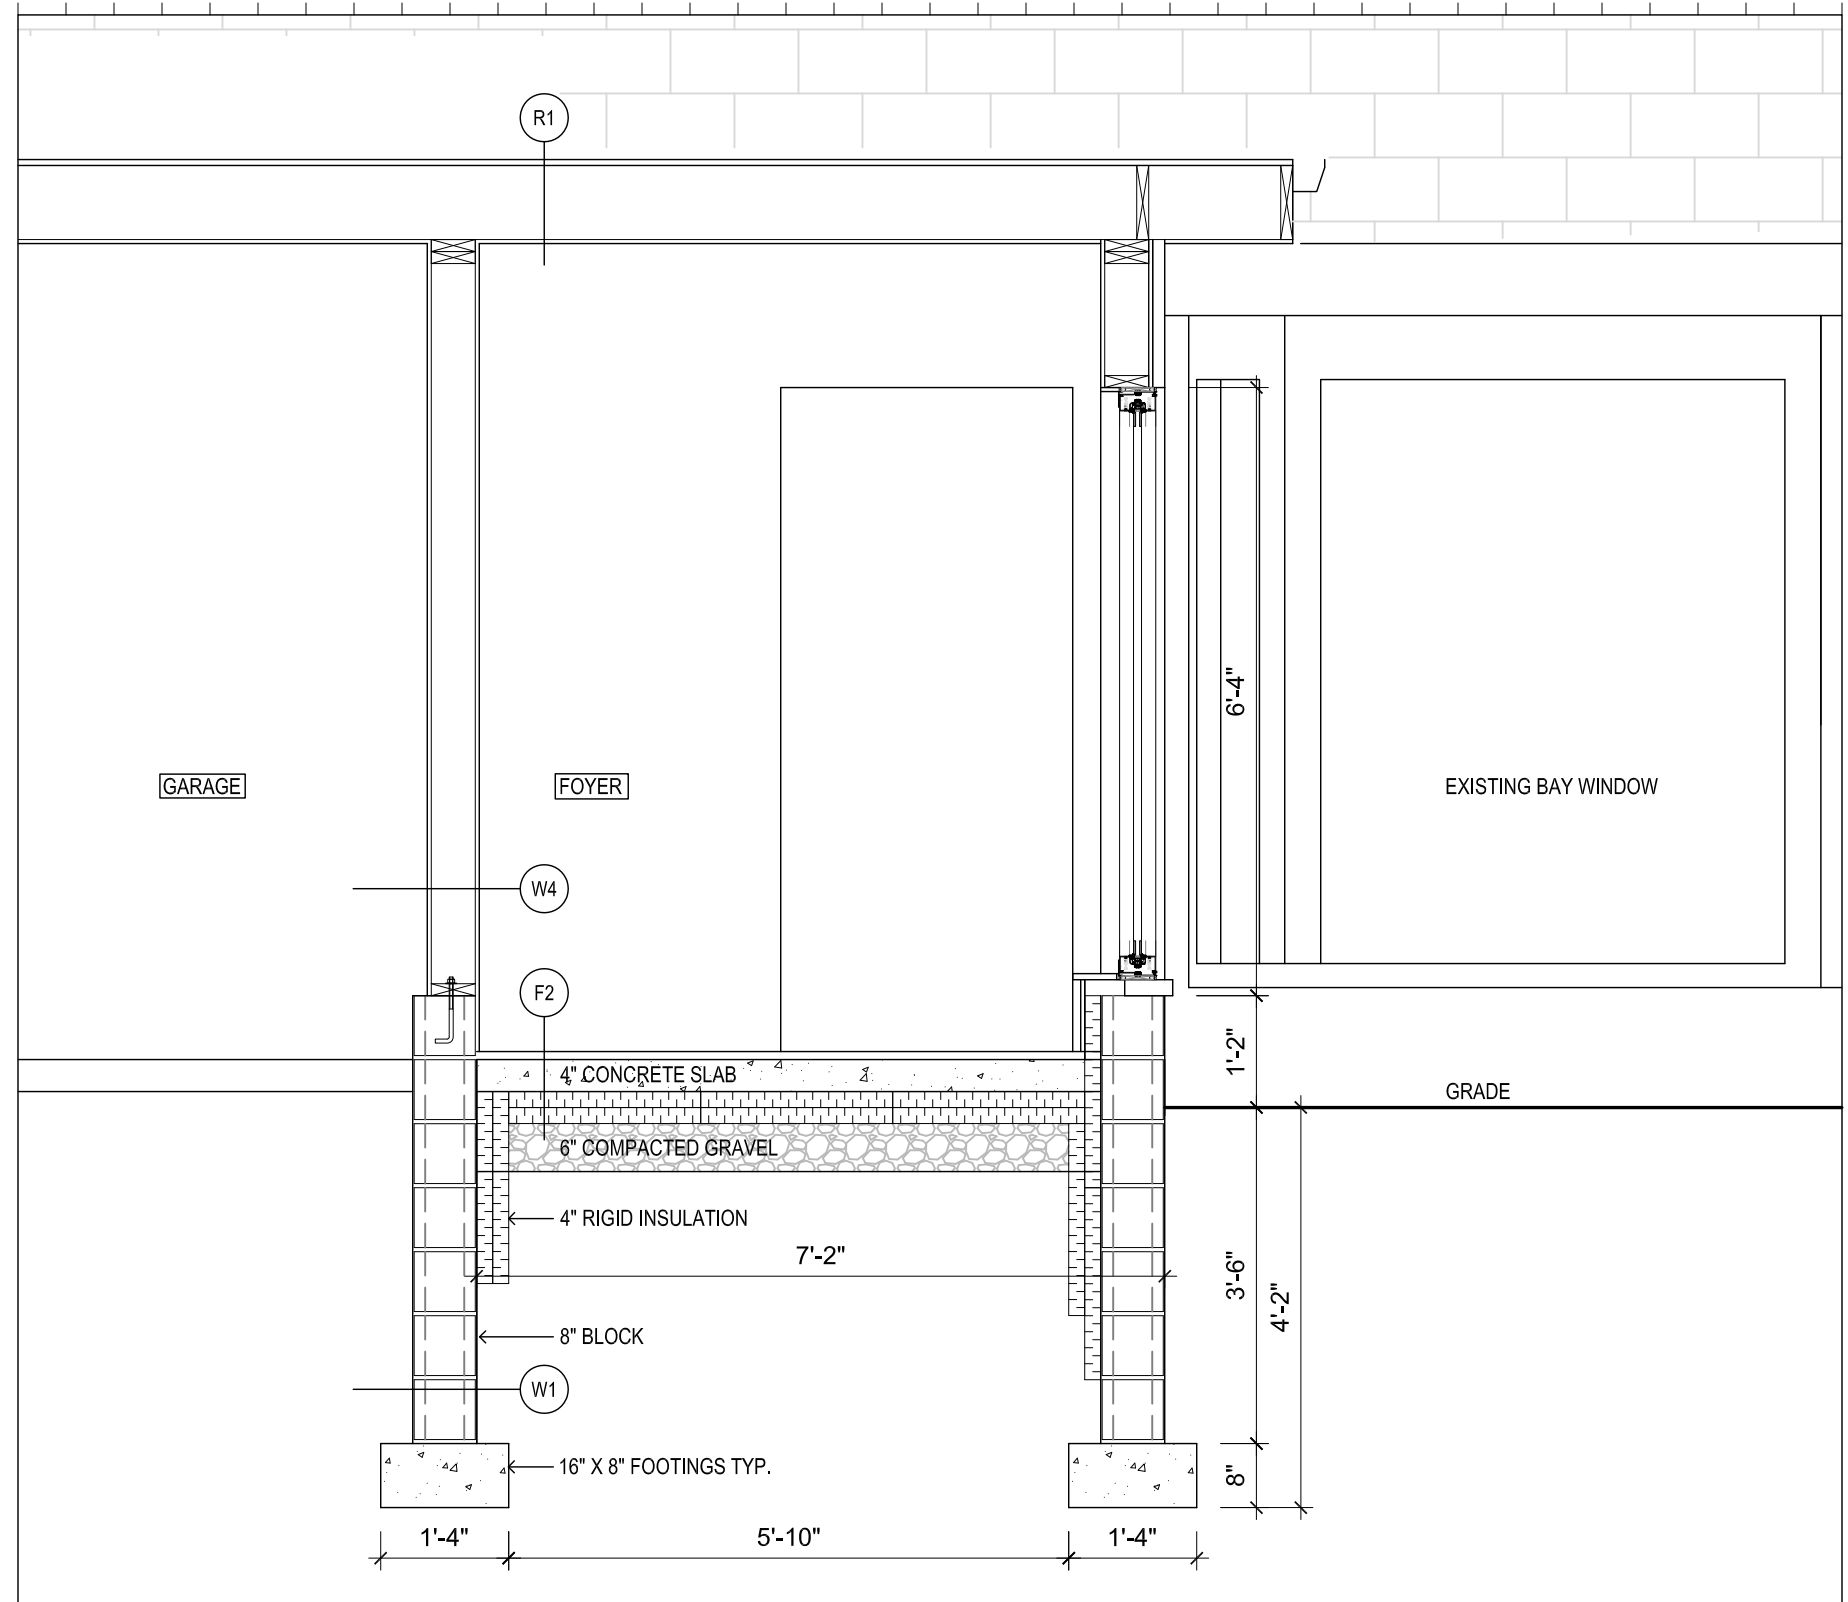 R1
6'-4"
GARAGE
FOYER
EXISTING BAY WINDOW
W4
F2
1'-2"
4" CONCRETE SLAB
GRADE
6" COMPACTED GRAVEL
4" RIGID INSULATION
7'-2"
3'-6"
4'-2"
8" BLOCK
W1
16" X 8" FOOTINGS TYP.
8"
1'-4"
5'-10"
1'-4"